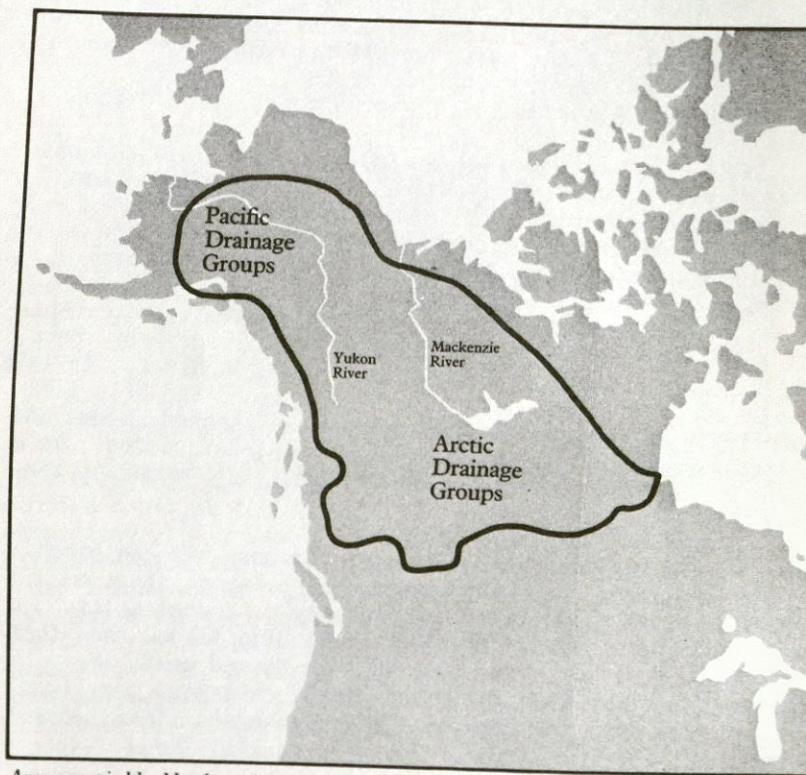 Pacific
Drainage
Groups
Yukon
River
Mackenzie
River
Arctic
Drainage
Groups